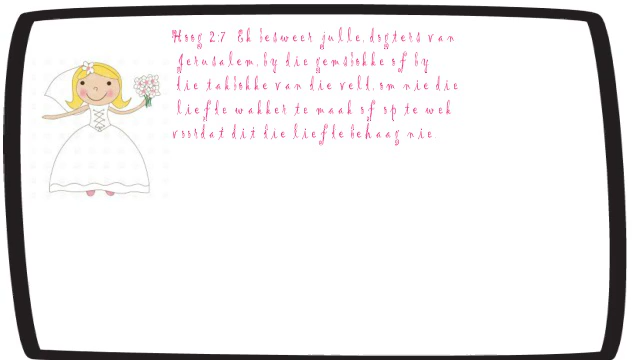 Hoog 2:7 Ek besweer julle, dogters van
Jerusalem, by die gemsbokke of by
die takbokke van die veld, om nie die
liefde wakker te maak of op te wek
voordat dit die liefde behaag nie.